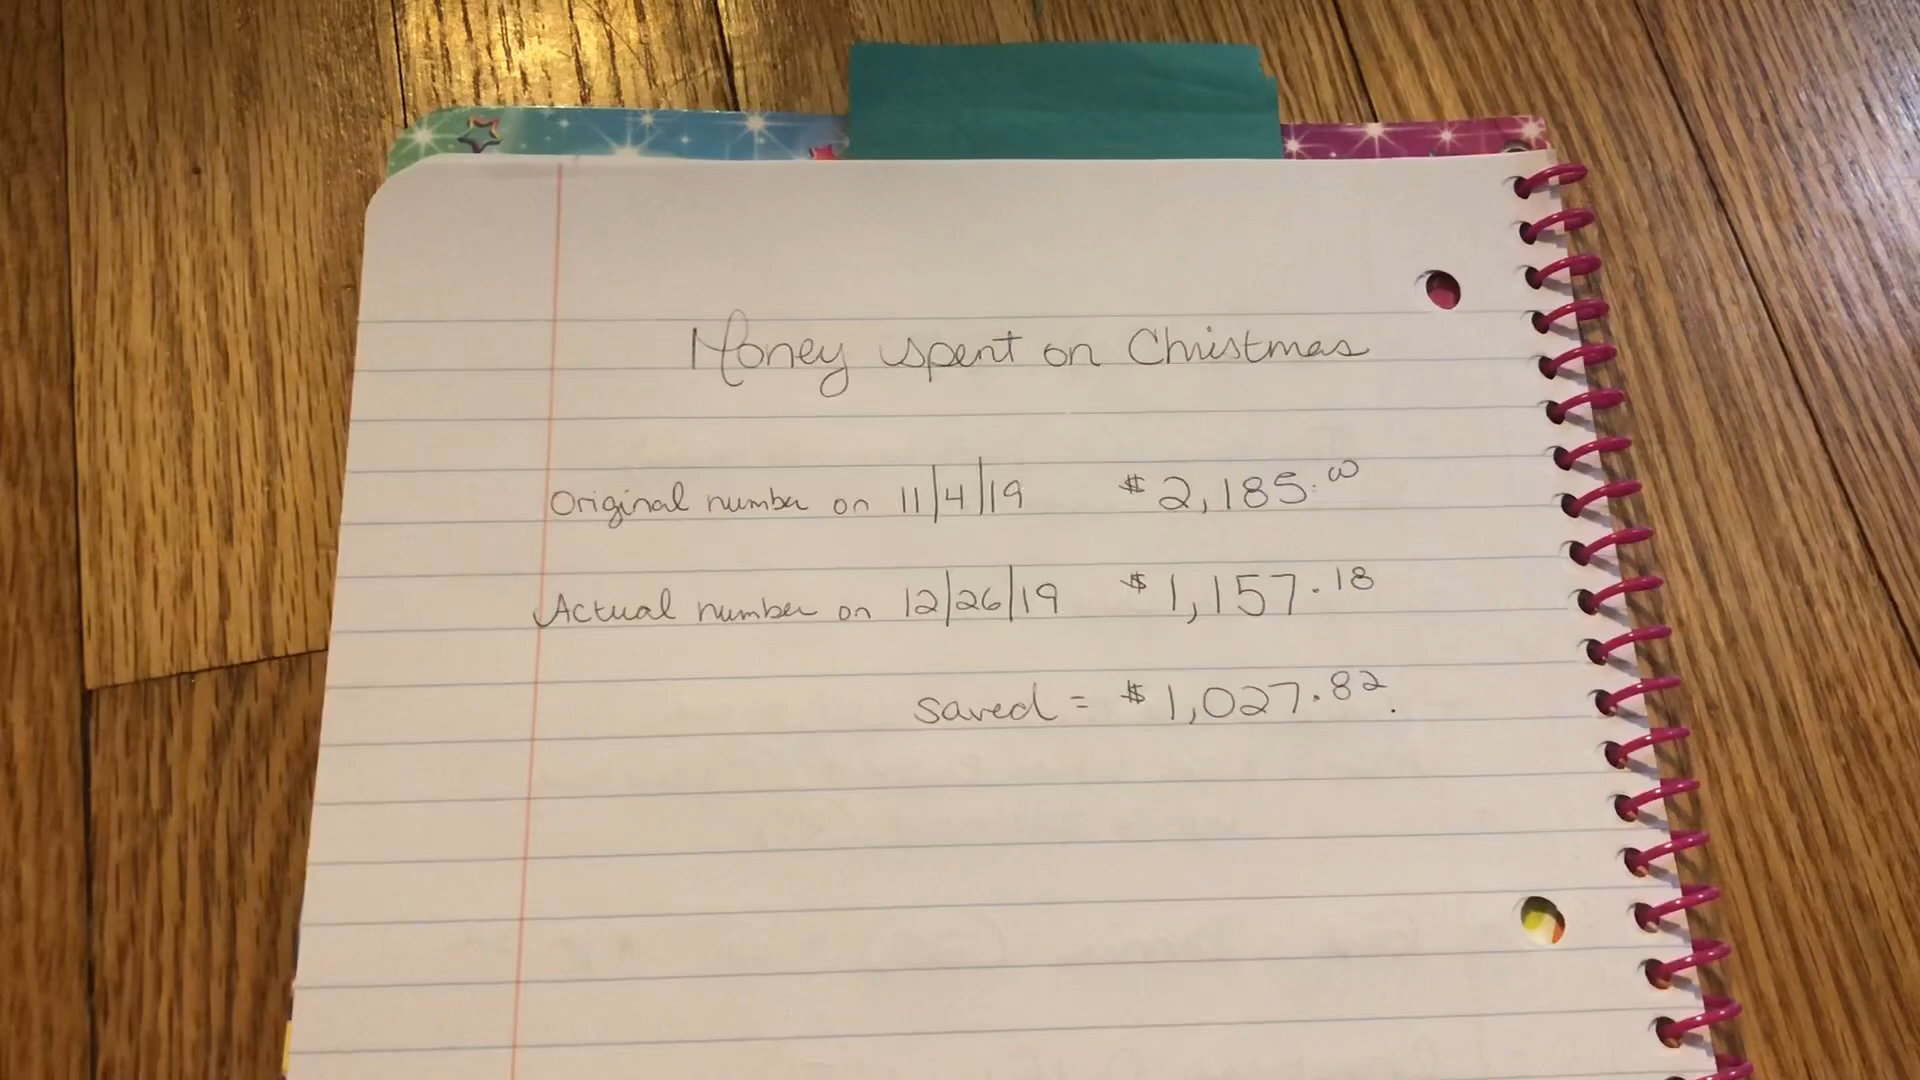 Money spent on Christmas
Original number on 11/4/19 $2,185.00
Actual number on 12/26/19 $1,157.18
saved = $1,027.82.